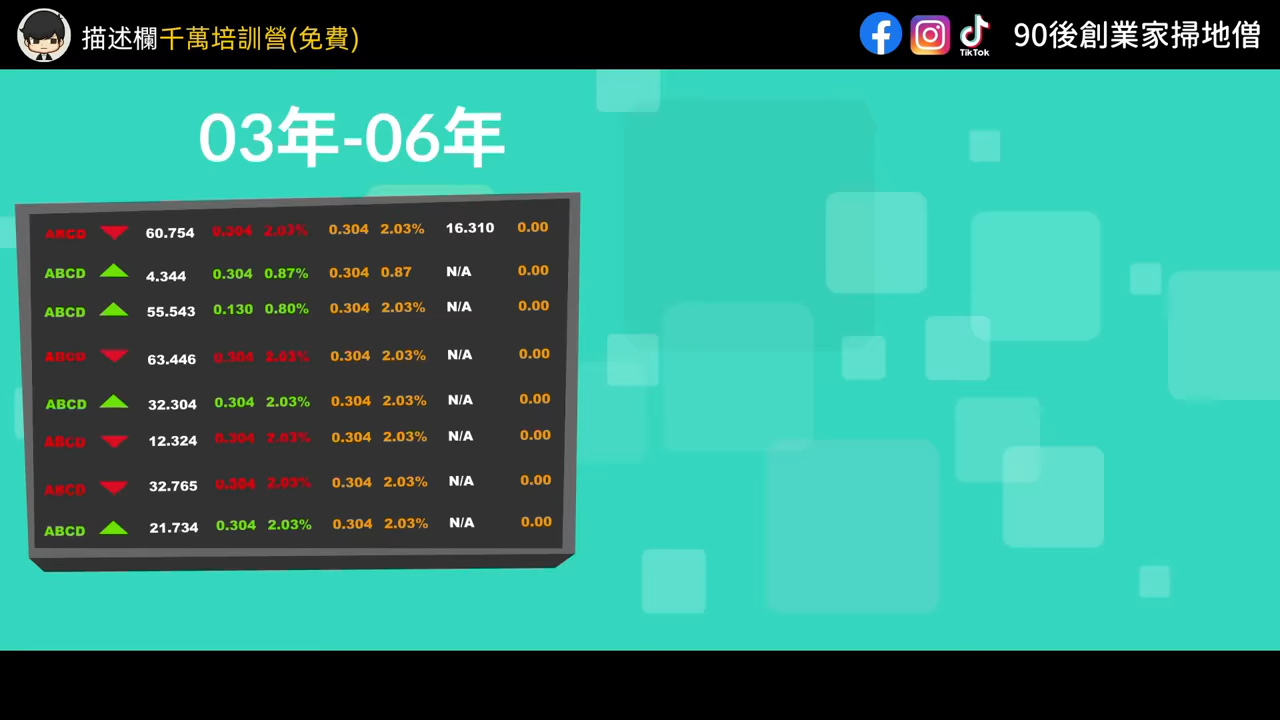 描述欄千萬培訓營(免費)
TikTok
90後創業家掃地僧
03年-06年
ABCD 60.754 0.304 2.03% 0.304 2.03% 16.310 0.00
ABCD 4.344 0.304 0.87% 0.304 0.87 N/A 0.00
ABCD 55.543 0.130 0.80% 0.304 2.03% N/A 0.00
ABCD 63.446 0.304 2.03% 0.304 2.03% N/A 0.00
ABCD 32.304 0.304 2.03% 0.304 2.03% N/A 0.00
ABCD 12.324 0.304 2.03% 0.304 2.03% N/A 0.00
ABCD 32.765 0.304 2.03% 0.304 2.03% N/A 0.00
ABCD 21.734 0.304 2.03% 0.304 2.03% N/A 0.00